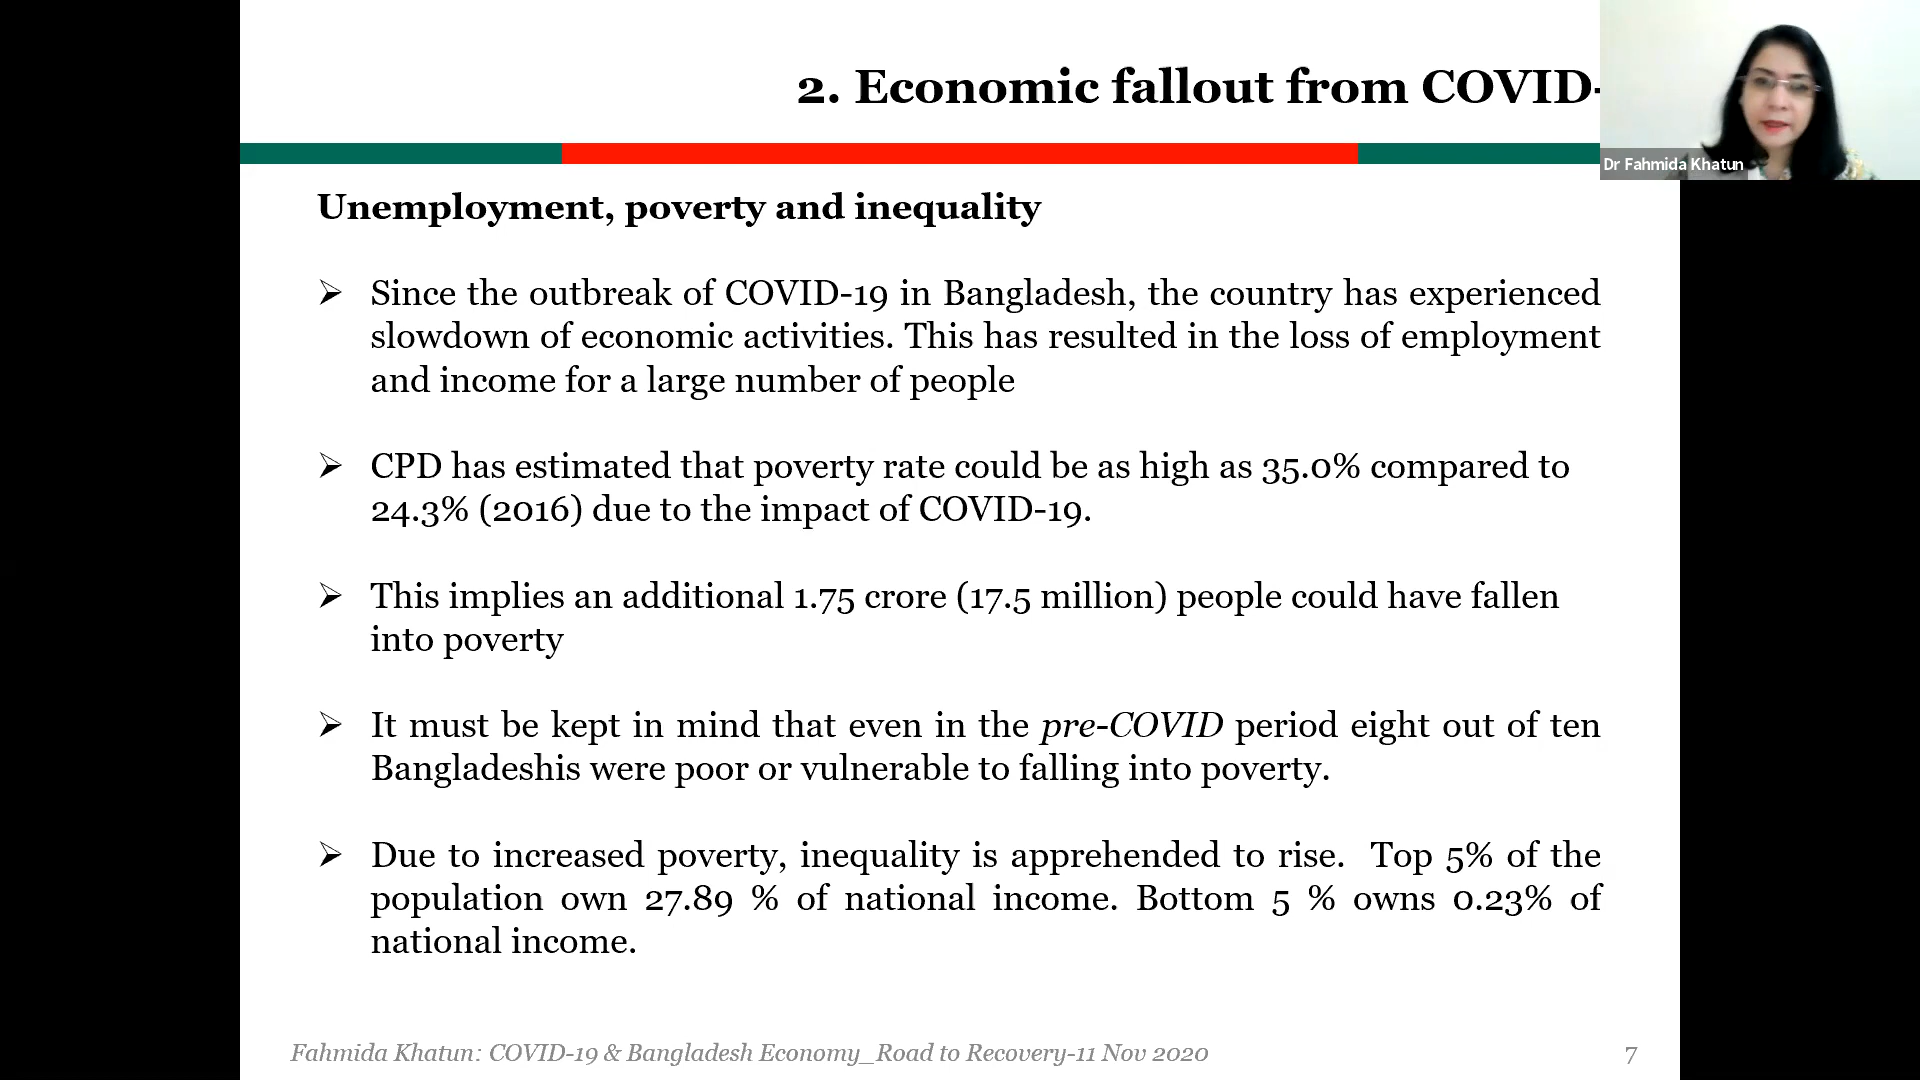 2. Economic fallout from COVID-
Dr Fahmida Khatun
Unemployment, poverty and inequality
Since the outbreak of COVID-19 in Bangladesh, the country has experienced
slowdown of economic activities. This has resulted in the loss of employment
and income for a large number of people
CPD has estimated that poverty rate could be as high as 35.0% compared to
24.3% (2016) due to the impact of COVID-19.
This implies an additional 1.75 crore (17.5 million) people could have fallen
into poverty
It must be kept in mind that even in the pre-COVID period eight out of ten
Bangladeshis were poor or vulnerable to falling into poverty.
Due to increased poverty, inequality is apprehended to rise.  Top 5% of the
population own 27.89 % of national income. Bottom 5 % owns 0.23% of
national income.
Fahmida Khatun: COVID-19 & Bangladesh Economy_Road to Recovery-11 Nov 2020
7